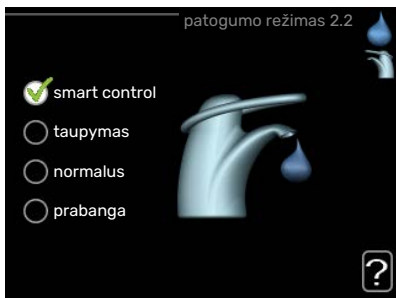 patogumo režimas 2.2
smart control
taupymas
normalus
prabanga
?